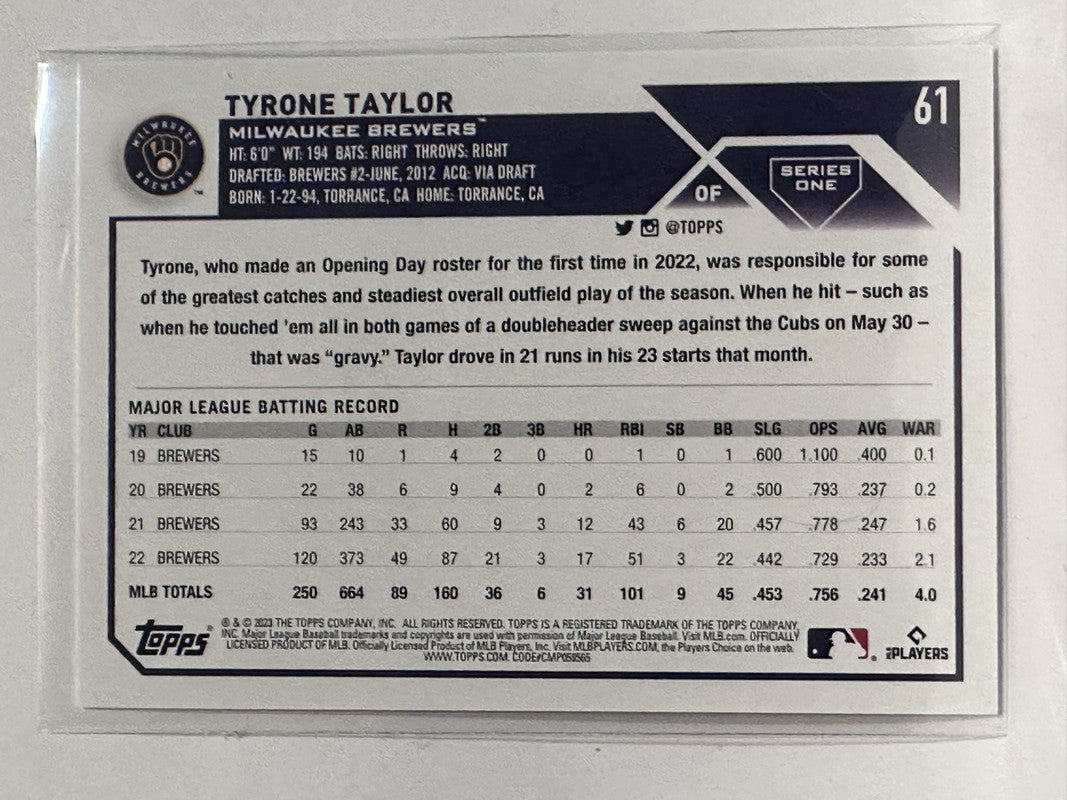 61
TYRONE TAYLOR
MILWAUKEE BREWERS™
HT: 6'0" WT: 194 BATS: RIGHT THROWS: RIGHT
DRAFTED: BREWERS #2-JUNE, 2012 ACQ: VIA DRAFT
BORN: 1-22-94, TORRANCE, CA HOME: TORRANCE, CA
MILWAUKEE BREWERS ™
OF
SERIES
ONE
@TOPPS
Tyrone, who made an Opening Day roster for the first time in 2022, was responsible for some
of the greatest catches and steadiest overall outfield play of the season. When he hit – such as
when he touched 'em all in both games of a doubleheader sweep against the Cubs on May 30 –
that was “gravy.” Taylor drove in 21 runs in his 23 starts that month.
MAJOR LEAGUE BATTING RECORD
YR CLUB G AB R H 2B 3B HR RBI SB BB SLG OPS AVG WAR
19 BREWERS 15 10 1 4 2 0 0 1 0 1 .600 1.100 .400 0.1
20 BREWERS 22 38 6 9 4 0 2 6 0 2 .500 .793 .237 0.2
21 BREWERS 93 243 33 60 9 3 12 43 6 20 .457 .778 .247 1.6
22 BREWERS 120 373 49 87 21 3 17 51 3 22 .442 .729 .233 2.1
MLB TOTALS 250 664 89 160 36 6 31 101 9 45 .453 .756 .241 4.0
Topps®
® & © 2023 THE TOPPS COMPANY, INC. ALL RIGHTS RESERVED. TOPPS IS A REGISTERED TRADEMARK OF THE TOPPS COMPANY,
INC. Major League Baseball trademarks and copyrights are used with permission of Major League Baseball. Visit MLB.com. OFFICIALLY
LICENSED PRODUCT OF MLB. Officially Licensed Product of MLB Players, Inc. Visit MLBPLAYERS.COM, the Players Choice on the web.
WWW.TOPPS.COM. CODE#CMP058565
®
PLAYERS